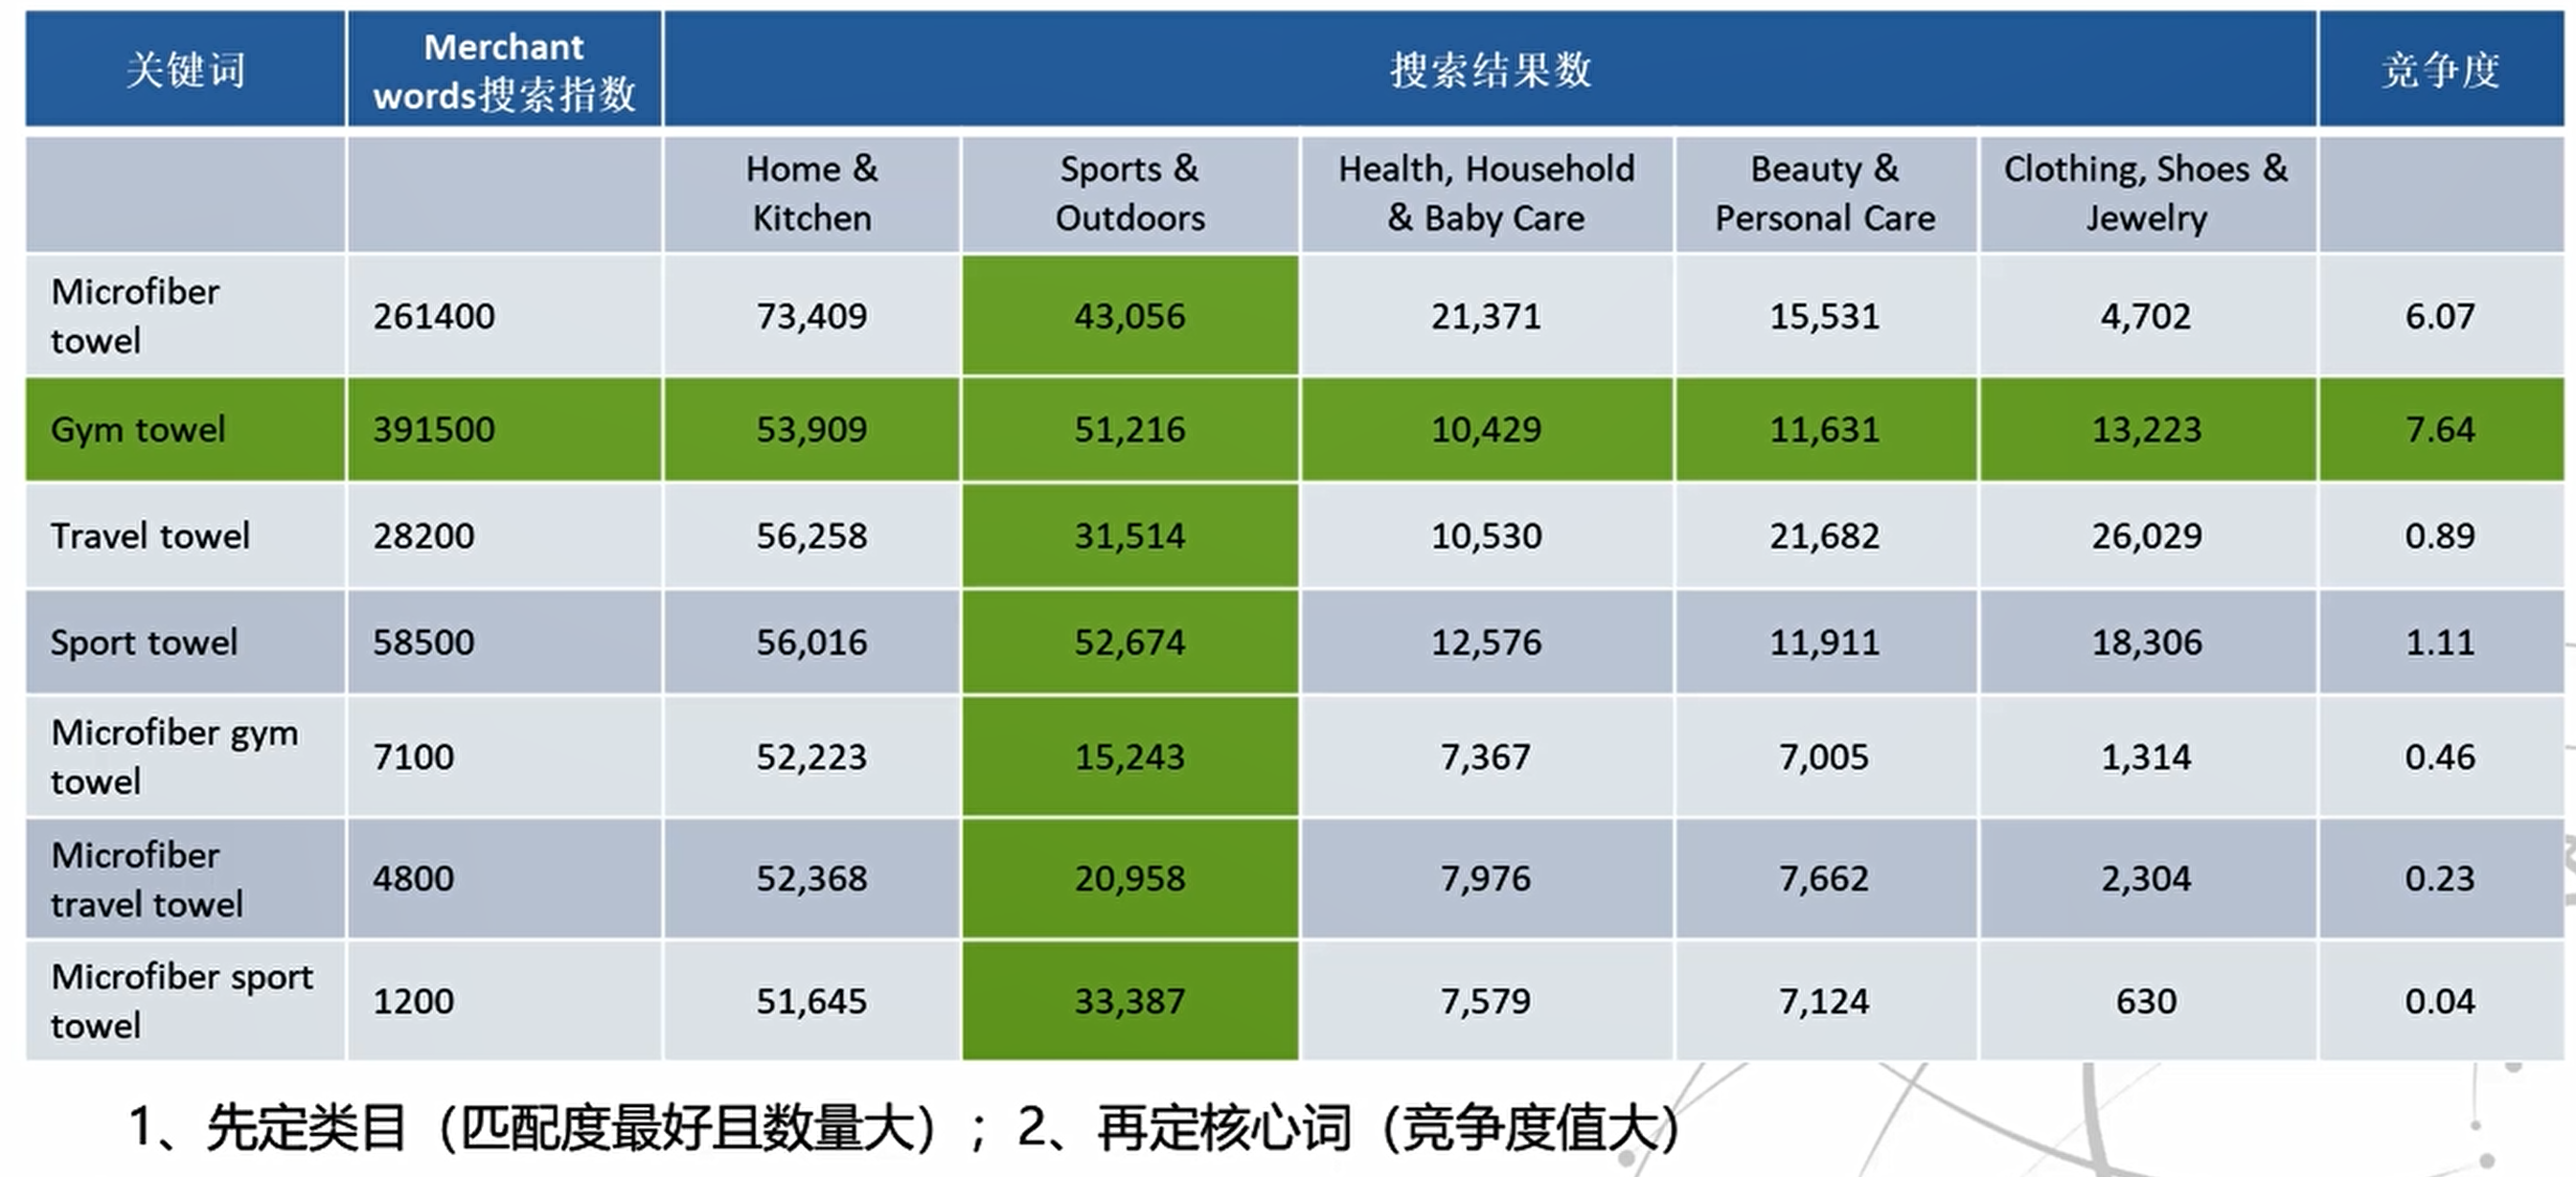 关键词 Merchant words搜索指数 搜索结果数 竞争度
Home & Kitchen Sports & Outdoors Health, Household & Baby Care Beauty & Personal Care Clothing, Shoes & Jewelry
Microfiber towel 261400 73,409 43,056 21,371 15,531 4,702 6.07
Gym towel 391500 53,909 51,216 10,429 11,631 13,223 7.64
Travel towel 28200 56,258 31,514 10,530 21,682 26,029 0.89
Sport towel 58500 56,016 52,674 12,576 11,911 18,306 1.11
Microfiber gym towel 7100 52,223 15,243 7,367 7,005 1,314 0.46
Microfiber travel towel 4800 52,368 20,958 7,976 7,662 2,304 0.23
Microfiber sport towel 1200 51,645 33,387 7,579 7,124 630 0.04
1、先定类目（匹配度最好且数量大）；2、再定核心词（竞争度值大）